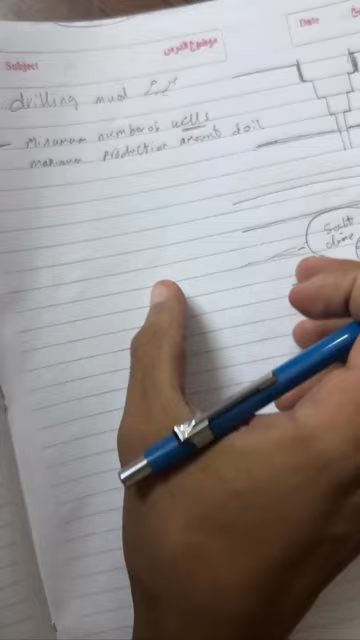 Subject
موضوع الدرس
Date
drilling mud
- Minimum number of wells
maximum production amount of oil
Salt
dome